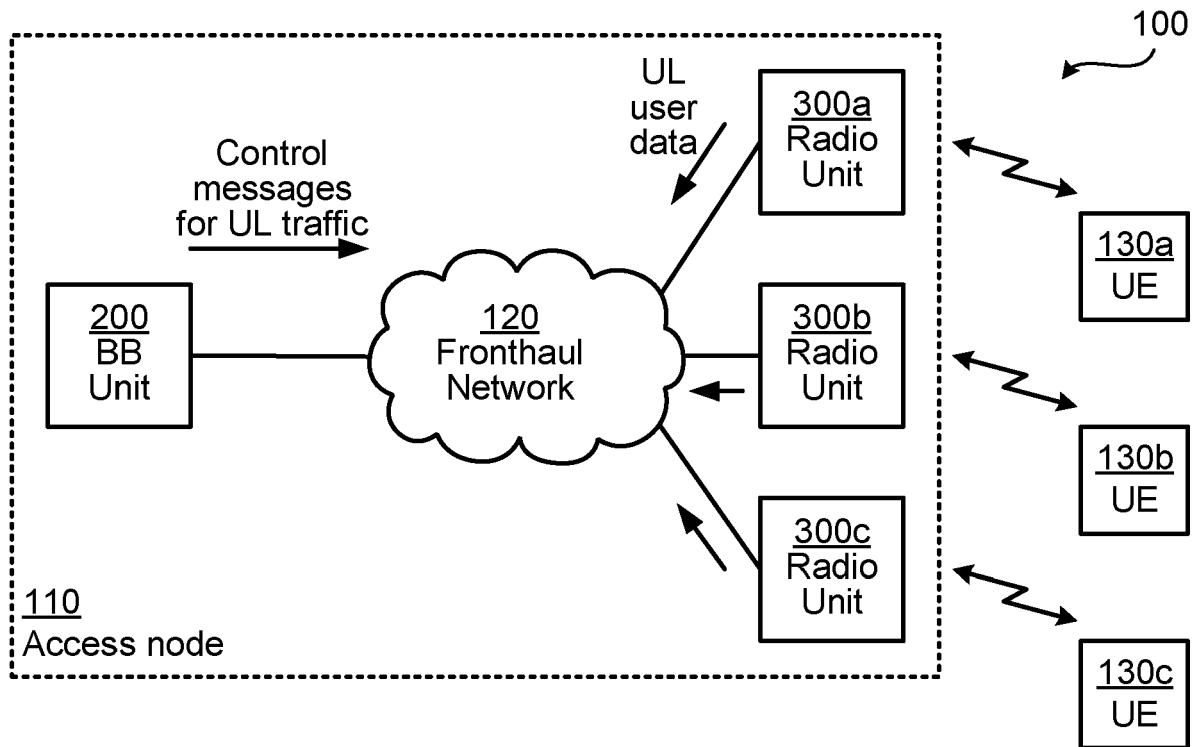 100
UL
user
data
300a
Radio
Unit
Control
messages
for UL traffic
130a
UE
200
BB
Unit
120
Fronthaul
Network
300b
Radio
Unit
130b
UE
300c
Radio
Unit
110
Access node
130c
UE